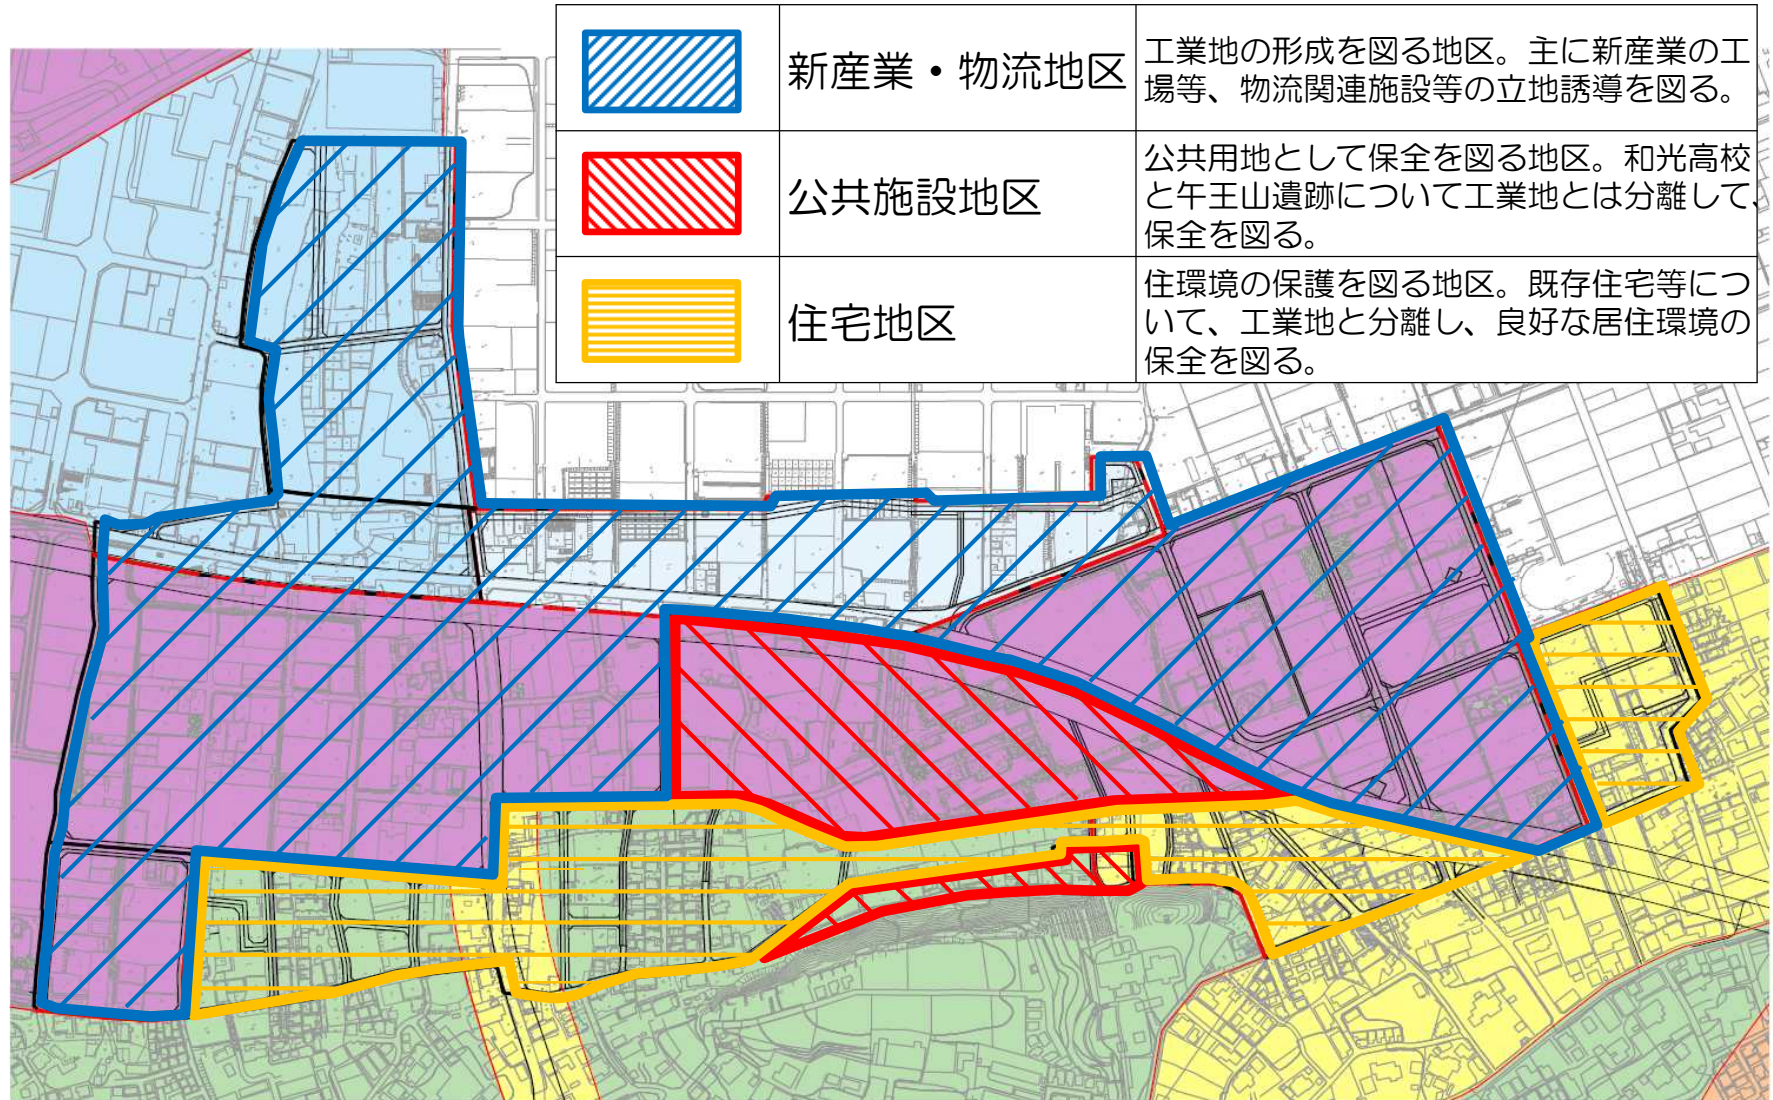 新産業・物流地区
工業地の形成を図る地区。主に新産業の工
場等、物流関連施設等の立地誘導を図る。
公共施設地区
公共用地として保全を図る地区。和光高校
と午王山遺跡について工業地とは分離して、
保全を図る。
住宅地区
住環境の保護を図る地区。既存住宅等につ
いて、工業地と分離し、良好な居住環境の
保全を図る。